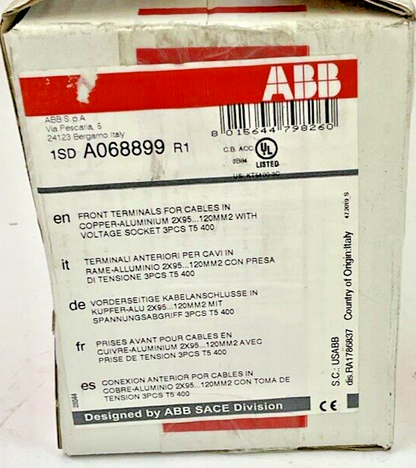 ABB
ABB S.p.A
Via Pescaria, 5
24123 Bergamo Italy
8 015644 798260
1SD A068899 R1
C.B. ACC.
UL
LISTED
en FRONT TERMINALS FOR CABLES IN
COPPER-ALUMINIUM 2X95...120MM2 WITH
VOLTAGE SOCKET 3PCS T5 400
it TERMINALI ANTERIORI PER CAVI IN
RAME-ALLUMINIO 2X95...120MM2 CON PRESA
DI TENSIONE 3PCS T5 400
de VORDERSEITIGE KABELANSCHLUSSE IN
KUPFER-ALU 2X95...120MM2 MIT
SPANNUNGSABGRIFF 3PCS T5 400
fr PRISES AVANT POUR CABLES EN
CUIVRE-ALUMINIUM 2X95...120MM2 AVEC
PRISE DE TENSION 3PCS T5 400
es CONEXION ANTERIOR POR CABLES IN
COBRE-ALUMINIO 2X95...120MM2 CON TOMA DE
TENSION 3PCS T5 400
Designed by ABB SACE Division
S.C.: USABB
dis:RA1786837 Country of Origin:Italy
CE